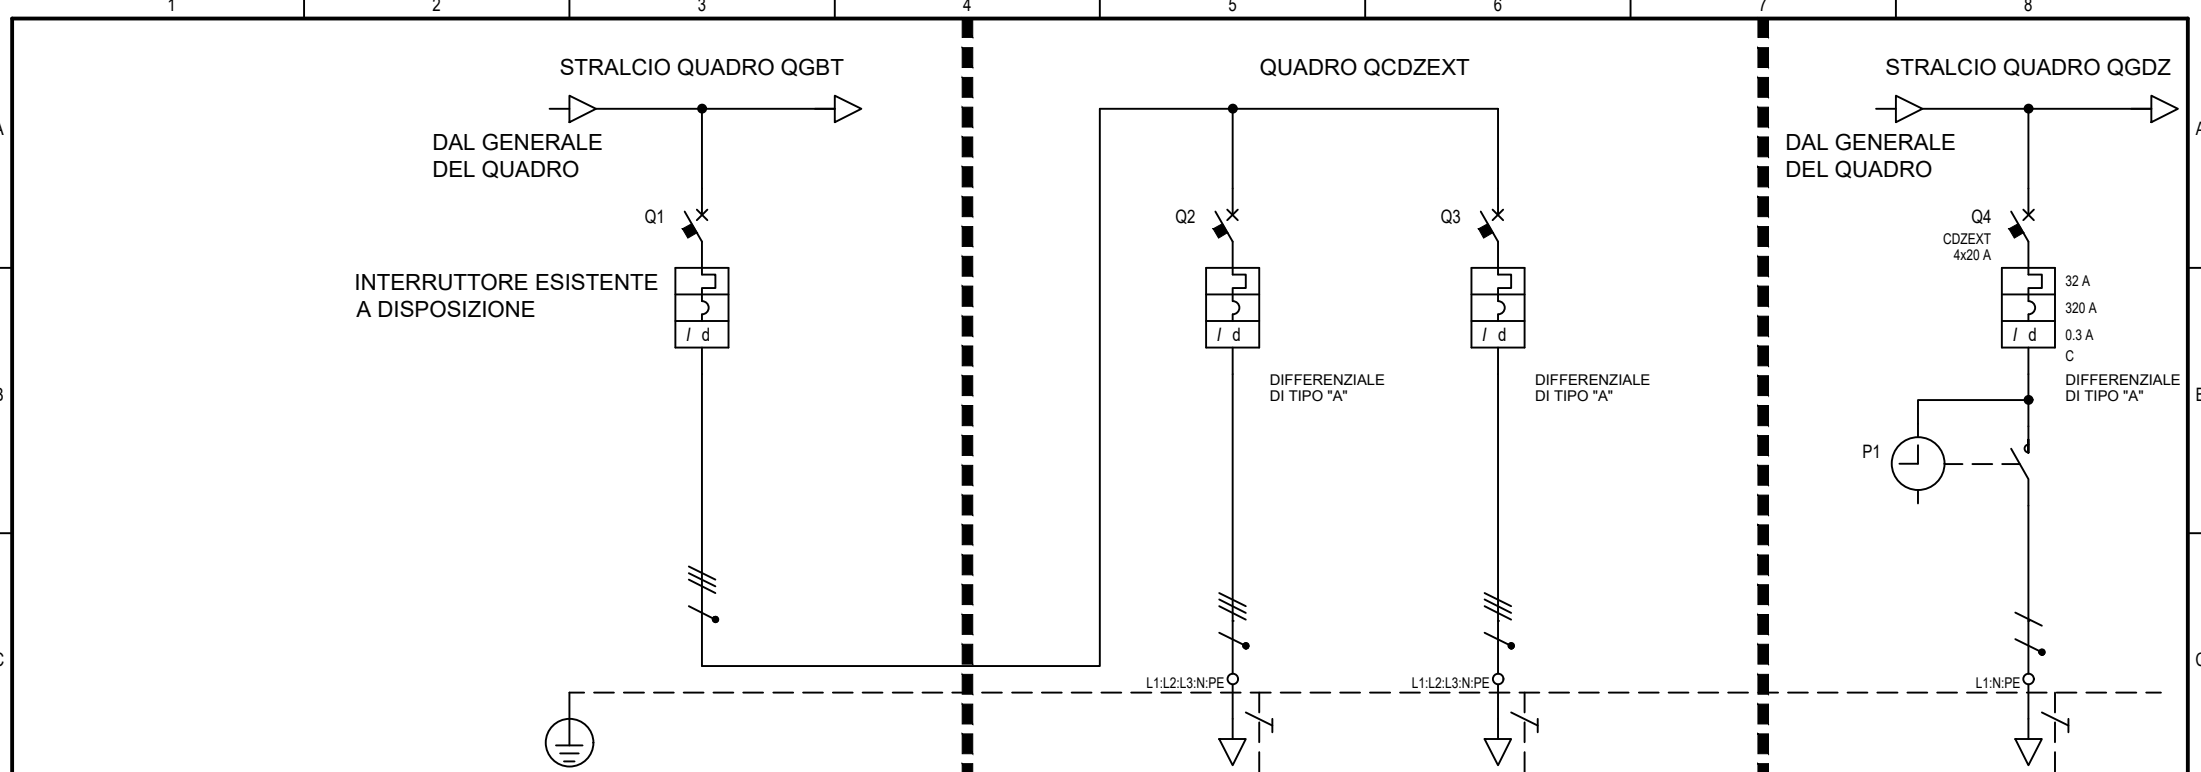 1 2 3 4 5 6 7 8
STRALCIO QUADRO QGBT
QUADRO QCDZEXT
STRALCIO QUADRO QGDZ
A
A
DAL GENERALE
DEL QUADRO
DAL GENERALE
DEL QUADRO
Q1
Q2
Q3
Q4
CDZEXT
4x20 A
INTERRUTTORE ESISTENTE
A DISPOSIZIONE
32 A
320 A
0.3 A
C
I d
I d
I d
I d
DIFFERENZIALE
DI TIPO "A"
DIFFERENZIALE
DI TIPO "A"
DIFFERENZIALE
DI TIPO "A"
P1
L1:L2:L3:N:PE
L1:L2:L3:N:PE
L1:N:PE